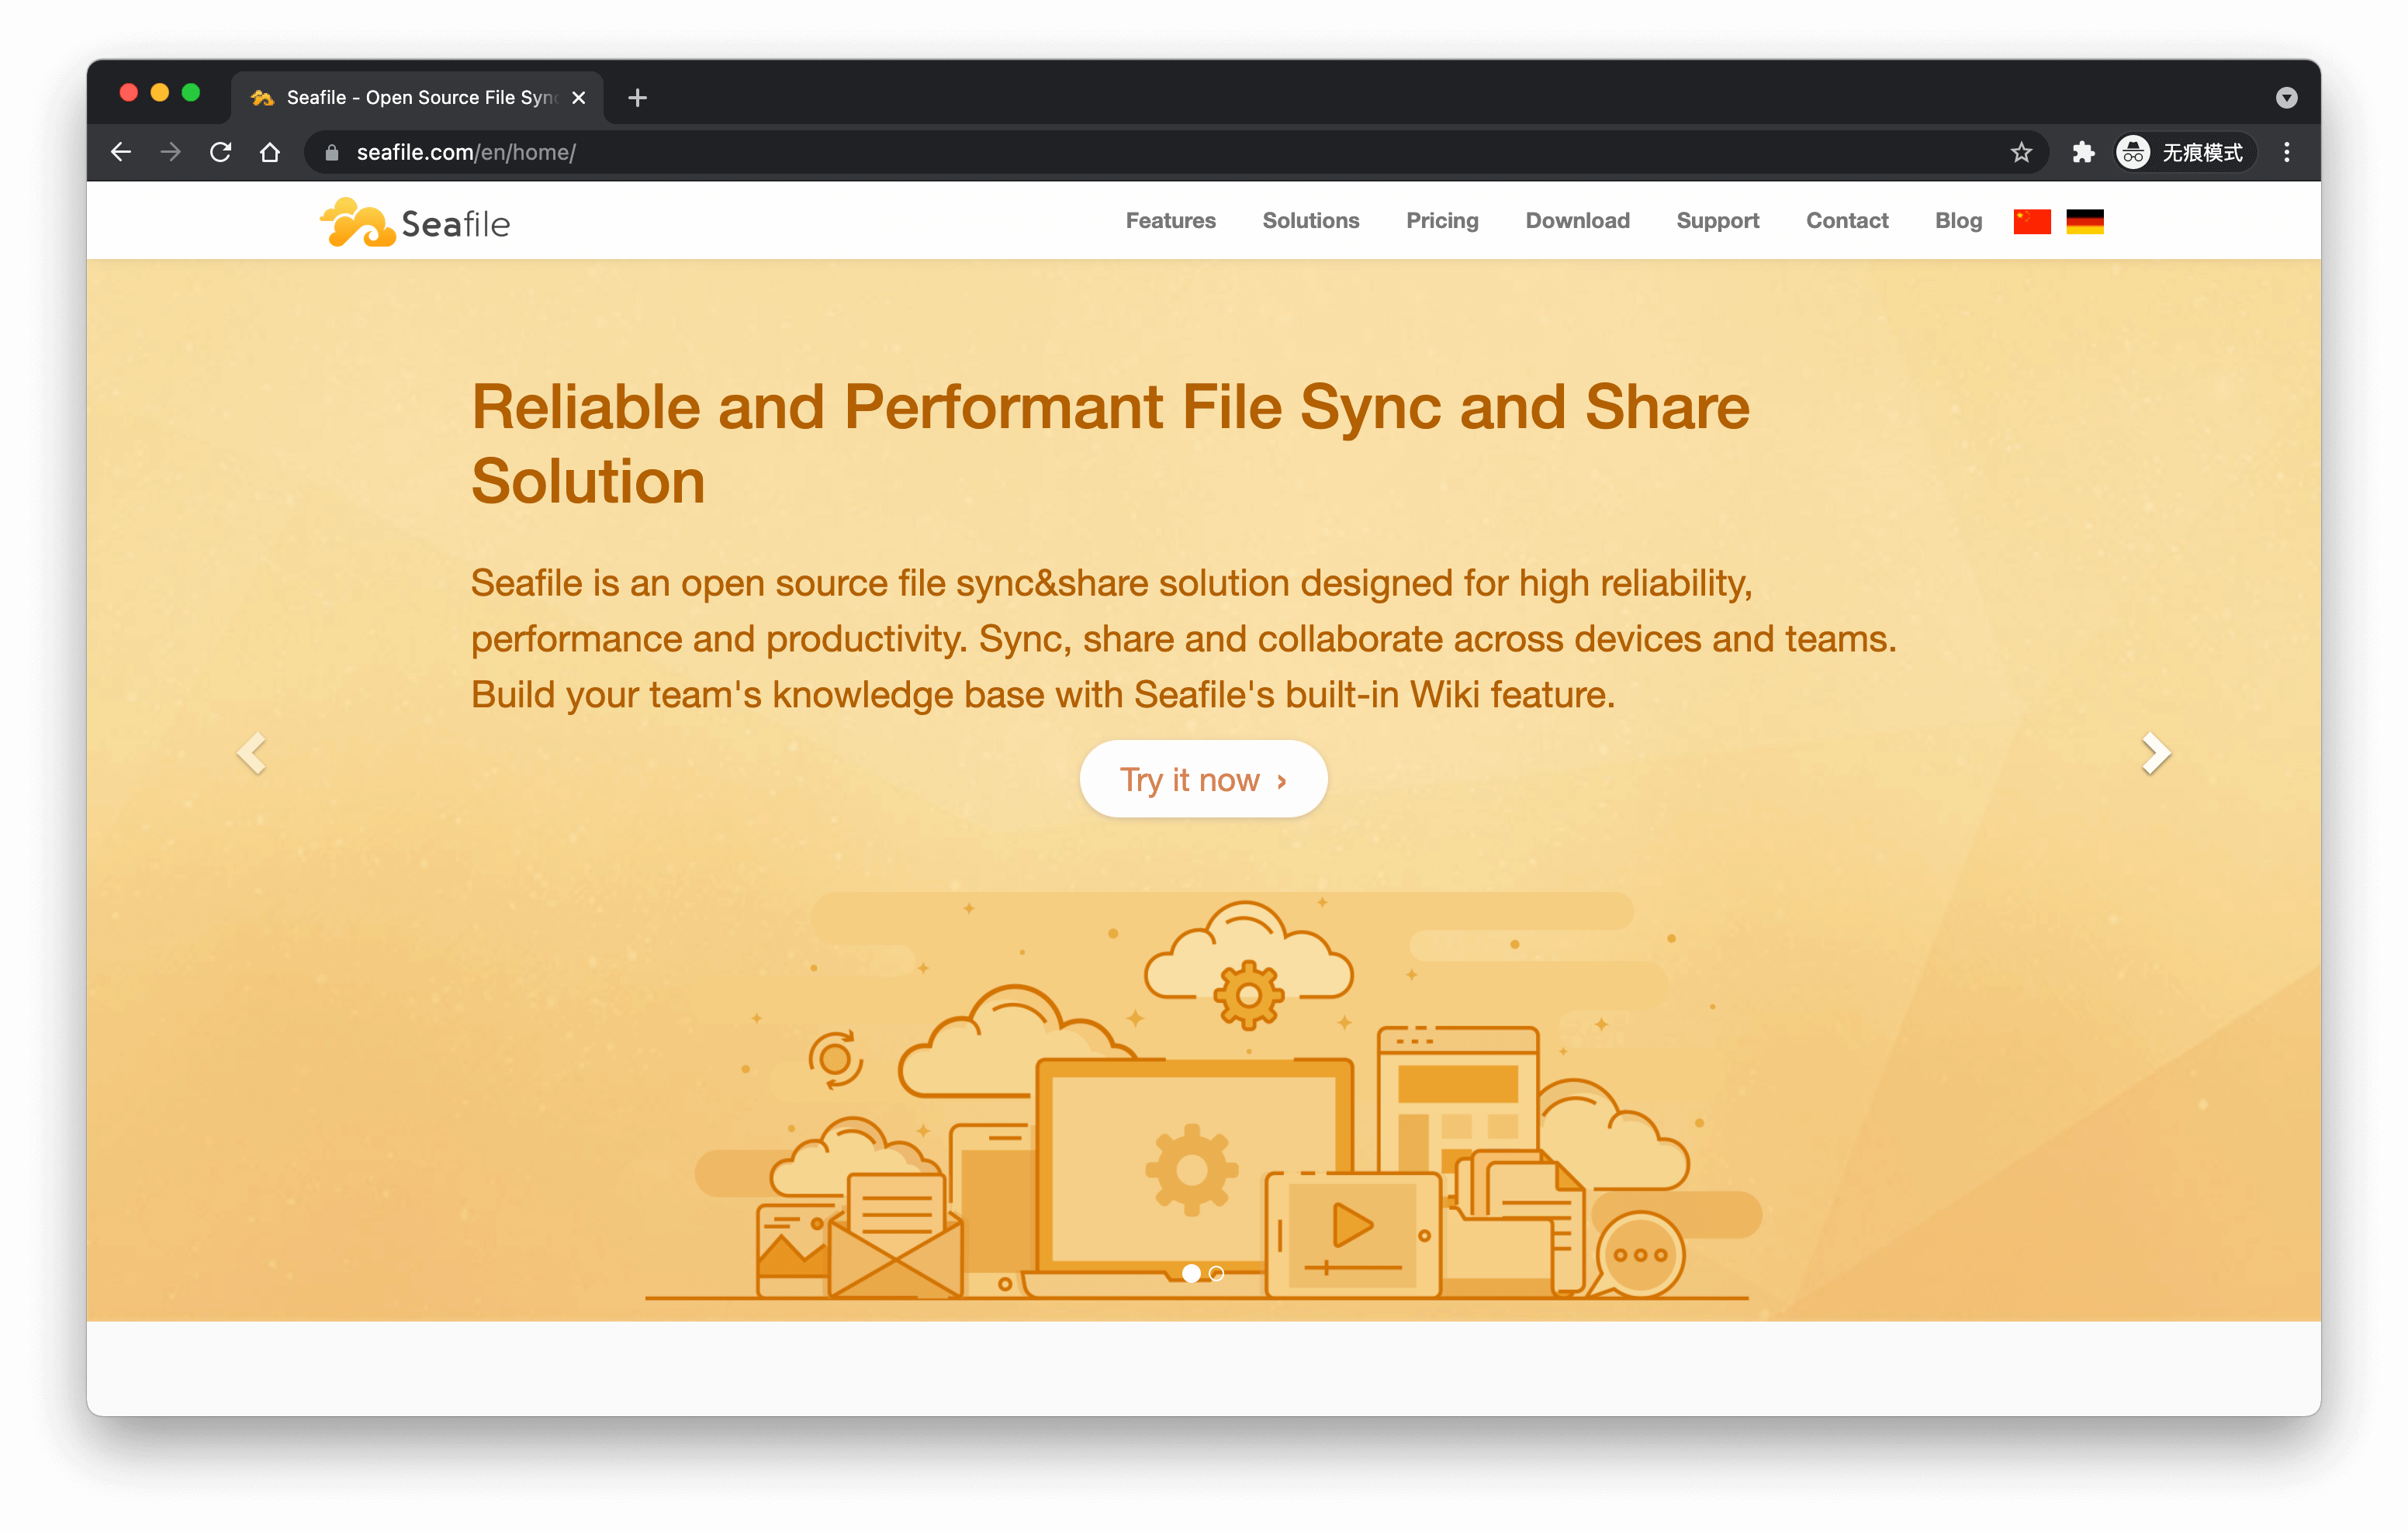 Seafile - Open Source File Syn
seafile.com/en/home/
无痕模式
Seafile
Features
Solutions
Pricing
Download
Support
Contact
Blog
Reliable and Performant File Sync and Share
Solution
Seafile is an open source file sync&share solution designed for high reliability,
performance and productivity. Sync, share and collaborate across devices and teams.
Build your team's knowledge base with Seafile's built-in Wiki feature.
Try it now ›